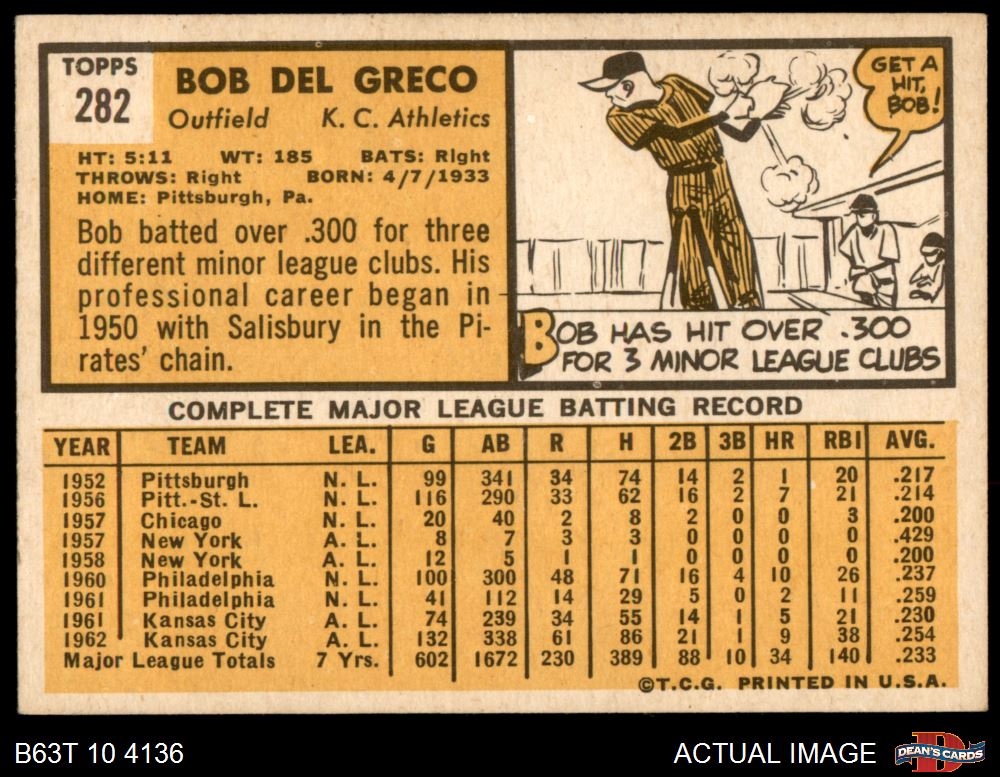 TOPPS
282
BOB DEL GRECO
Outfield K. C. Athletics
HT: 5:11 WT: 185 BATS: Right
THROWS: Right BORN: 4/7/1933
HOME: Pittsburgh, Pa.
Bob batted over .300 for three
different minor league clubs. His
professional career began in
1950 with Salisbury in the Pi-
rates' chain.
GET A
HIT,
BOB!
BOB HAS HIT OVER .300
FOR 3 MINOR LEAGUE CLUBS
COMPLETE MAJOR LEAGUE BATTING RECORD
YEAR TEAM LEA. G AB R H 2B 3B HR RBI AVG.
1952 Pittsburgh N. L. 99 341 34 74 14 2 1 20 .217
1956 Pitt.-St. L. N. L. 116 290 33 62 16 2 7 21 .214
1957 Chicago N. L. 20 40 2 8 2 0 0 3 .200
1957 New York A. L. 8 7 3 3 0 0 0 0 .429
1958 New York A. L. 12 5 1 1 0 0 0 0 .200
1960 Philadelphia N. L. 100 300 48 71 16 4 10 26 .237
1961 Philadelphia N. L. 41 112 14 29 5 0 2 11 .259
1961 Kansas City A. L. 74 239 34 55 14 1 5 21 .230
1962 Kansas City A. L. 132 338 61 86 21 1 9 38 .254
Major League Totals 7 Yrs. 602 1672 230 389 88 10 34 140 .233
©T.C.G. PRINTED IN U.S.A.
B63T 10 4136
ACTUAL IMAGE
D
DEAN'S CARDS